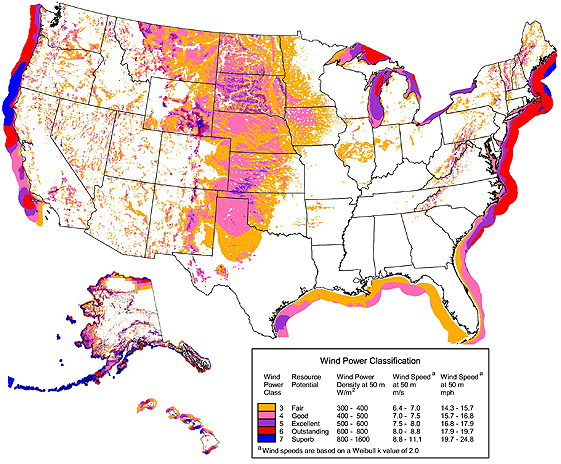 Wind Power Classification
Wind Power Class Resource Potential Wind Power Density at 50 m W/m2 Wind Speed a at 50 m m/s Wind Speed a at 50 m mph
3 Fair 300 - 400 6.4 - 7.0 14.3 - 15.7
4 Good 400 - 500 7.0 - 7.5 15.7 - 16.8
5 Excellent 500 - 600 7.5 - 8.0 16.8 - 17.9
6 Outstanding 600 - 800 8.0 - 8.8 17.9 - 19.7
7 Superb 800 - 1600 8.8 - 11.1 19.7 - 24.8
a Wind speeds are based on a Weibull k value of 2.0